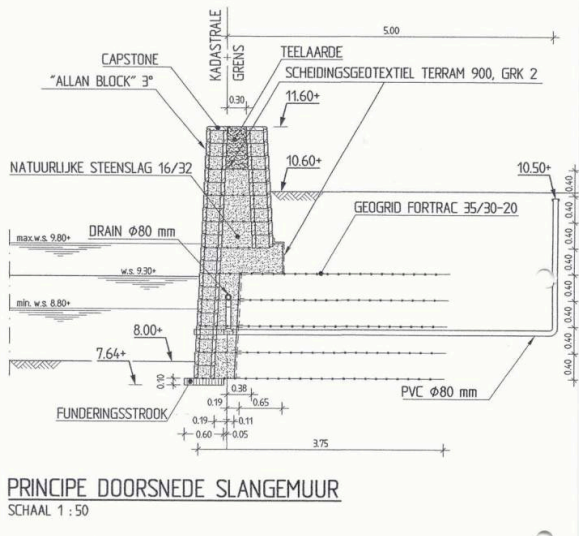 5.00
KADASTRALE
GRENS
TEELAARDE
CAPSTONE
SCHEIDINGSGEOTEXTIEL TERRAM 900, GRK 2
"ALLAN BLOCK" 3°
0.30
11.60+
NATUURLIJKE STEENSLAG 16/32
10.60+
10.50+
GEOGRID FORTRAC 35/30-20
DRAIN Ø80 mm
max.w.s. 9.80+
w.s. 9.30+
min. w.s. 8.80+
8.00+
7.64+
0.40
0.40
0.40
0.40
0.40
0.40
0.40
0.40
0.40
0.10
0.38
PVC Ø80 mm
0.19
0.65
FUNDERINGSSTROOK
0.19
0.11
0.60
0.05
3.75
PRINCIPE DOORSNEDE SLANGEMUUR
SCHAAL 1 : 50